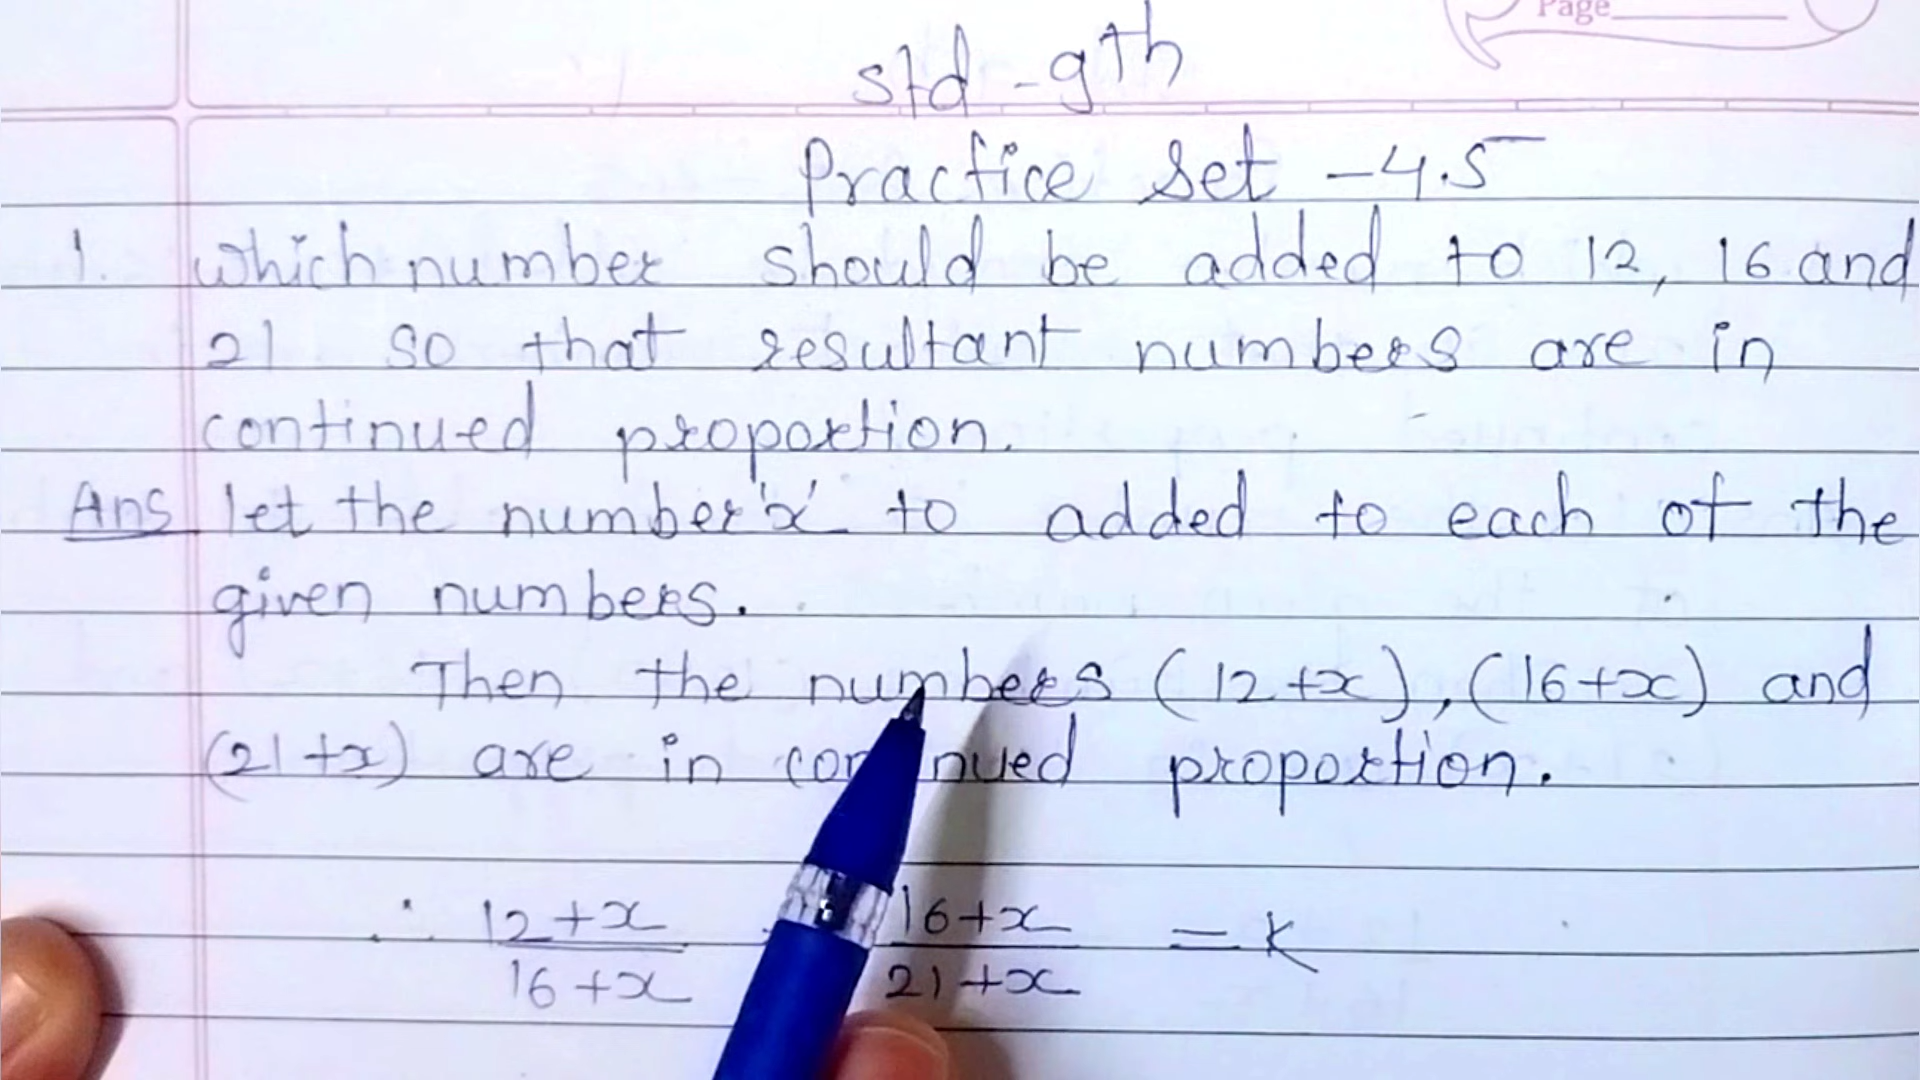 Page
std - 9th
Practice Set - 4.5
1. which number should be added to 12, 16 and
21 so that resultant numbers are in
continued proportion.
Ans let the number 'x' to added to each of the
given numbers.
Then the numbers (12+x), (16+x) and
(21+x) are in proportion.
∴ 12+x / 16+x 16+x / 21+x = K